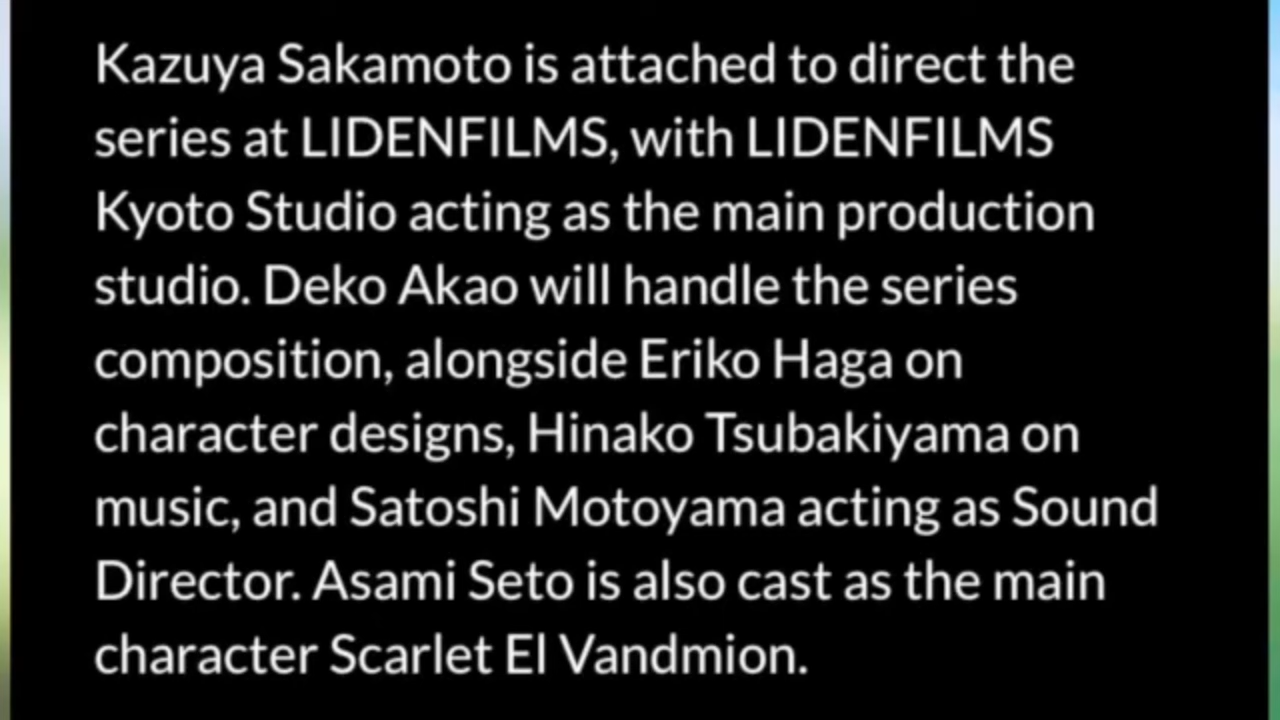 Kazuya Sakamoto is attached to direct the
series at LIDENFILMS, with LIDENFILMS
Kyoto Studio acting as the main production
studio. Deko Akao will handle the series
composition, alongside Eriko Haga on
character designs, Hinako Tsubakiyama on
music, and Satoshi Motoyama acting as Sound
Director. Asami Seto is also cast as the main
character Scarlet El Vandmion.